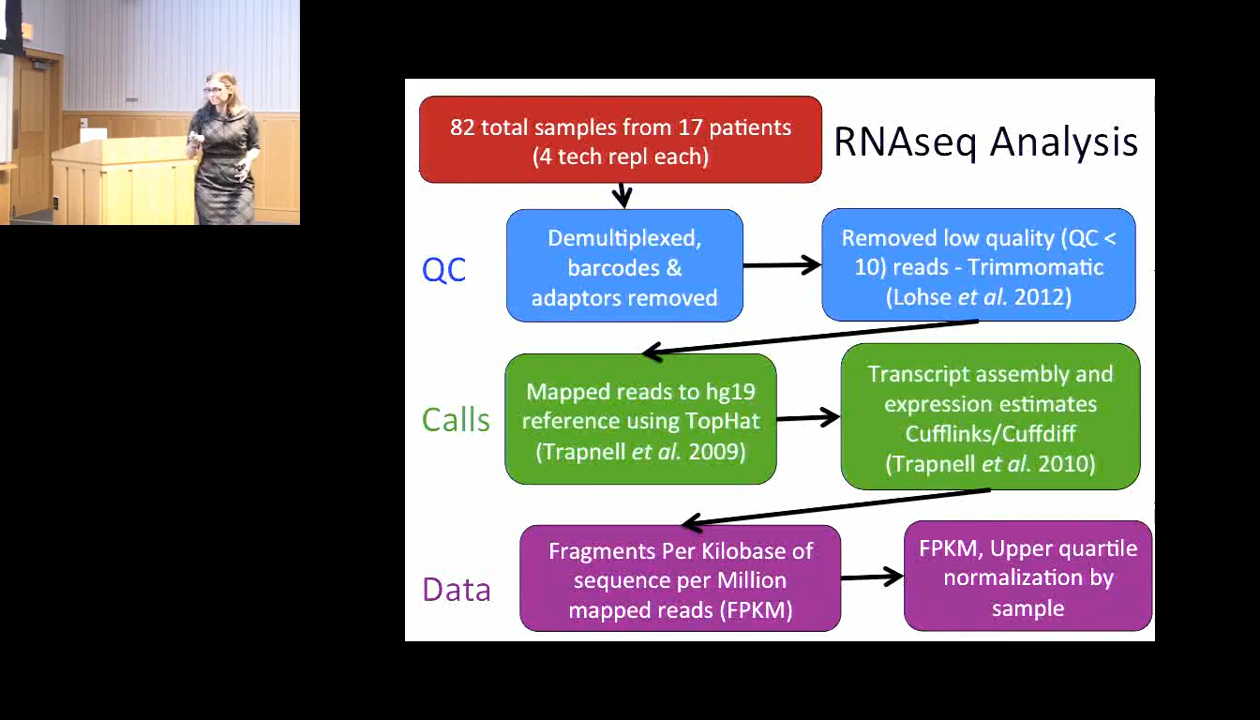 82 total samples from 17 patients
(4 tech repl each)
RNAseq Analysis
QC
Demultiplexed,
barcodes &
adaptors removed
Removed low quality (QC <
10) reads - Trimmomatic
(Lohse et al. 2012)
Calls
Mapped reads to hg19
reference using TopHat
(Trapnell et al. 2009)
Transcript assembly and
expression estimates
Cufflinks/Cuffdiff
(Trapnell et al. 2010)
Data
Fragments Per Kilobase of
sequence per Million
mapped reads (FPKM)
FPKM, Upper quartile
normalization by
sample